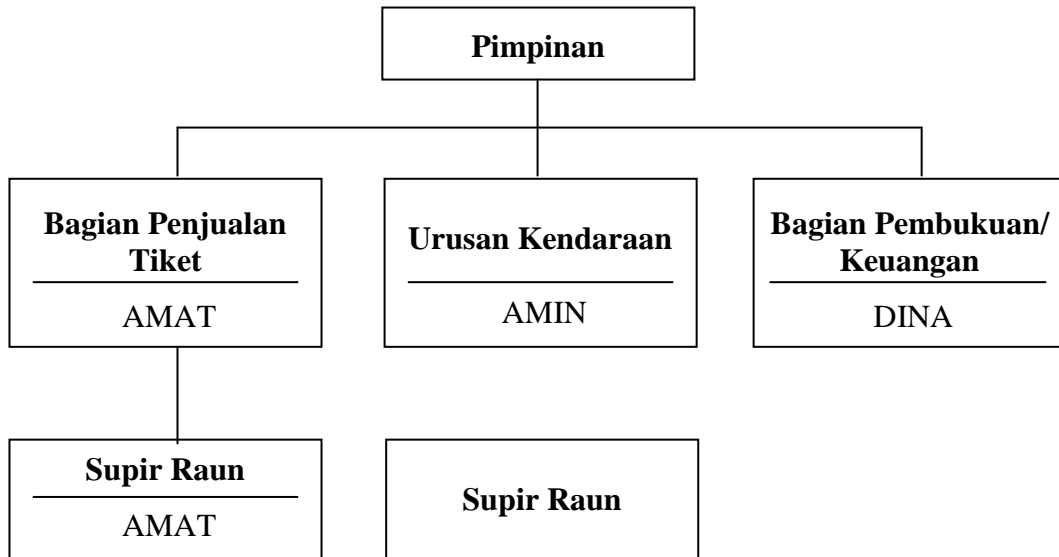 Pimpinan
Bagian Penjualan
Tiket
AMAT
Urusan Kendaraan
AMIN
Bagian Pembukuan/
Keuangan
DINA
Supir Raun
AMAT
Supir Raun